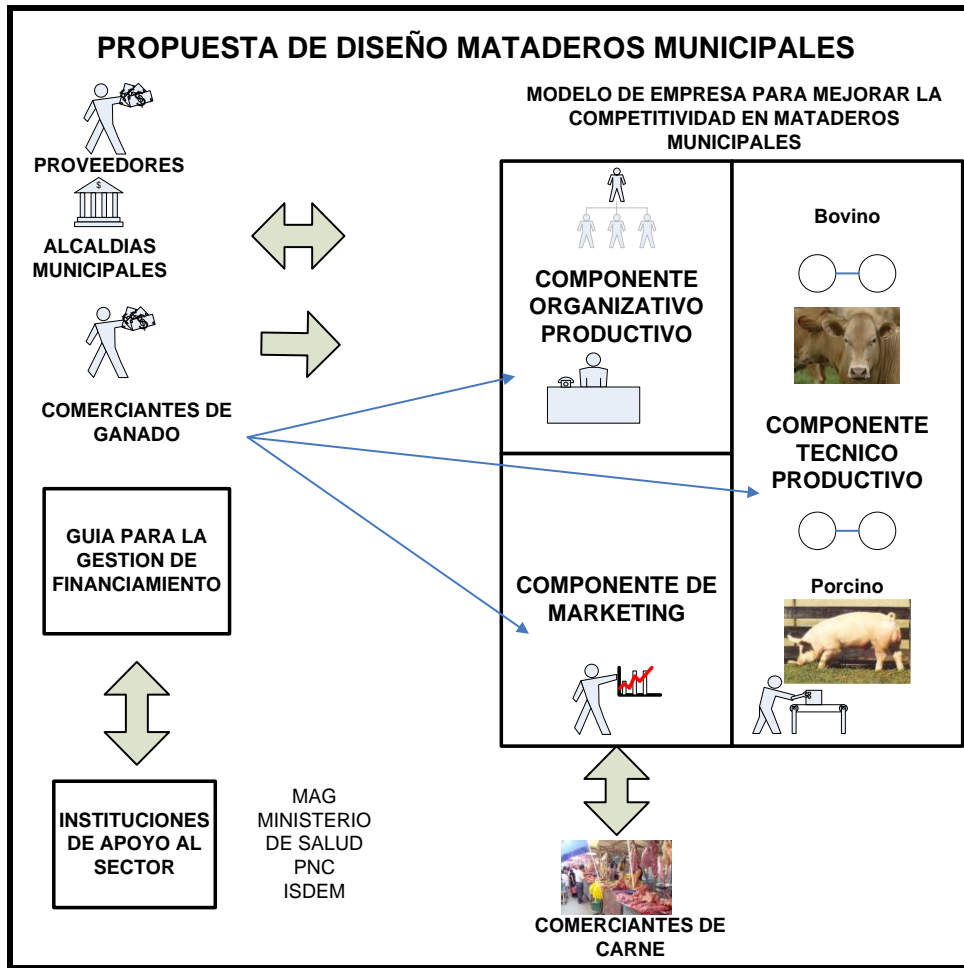 PROPUESTA DE DISEÑO MATADEROS MUNICIPALES
PROVEEDORES
$
ALCALDIAS
MUNICIPALES
$
COMERCIANTES DE
GANADO
GUIA PARA LA
GESTION DE
FINANCIAMIENTO
INSTITUCIONES
DE APOYO AL
SECTOR
MAG
MINISTERIO
DE SALUD
PNC
ISDEM
MODELO DE EMPRESA PARA MEJORAR LA
COMPETITIVIDAD EN MATADEROS
MUNICIPALES
COMPONENTE
ORGANIZATIVO
PRODUCTIVO
COMPONENTE DE
MARKETING
Bovino
COMPONENTE
TECNICO
PRODUCTIVO
Porcino
COMERCIANTES DE
CARNE